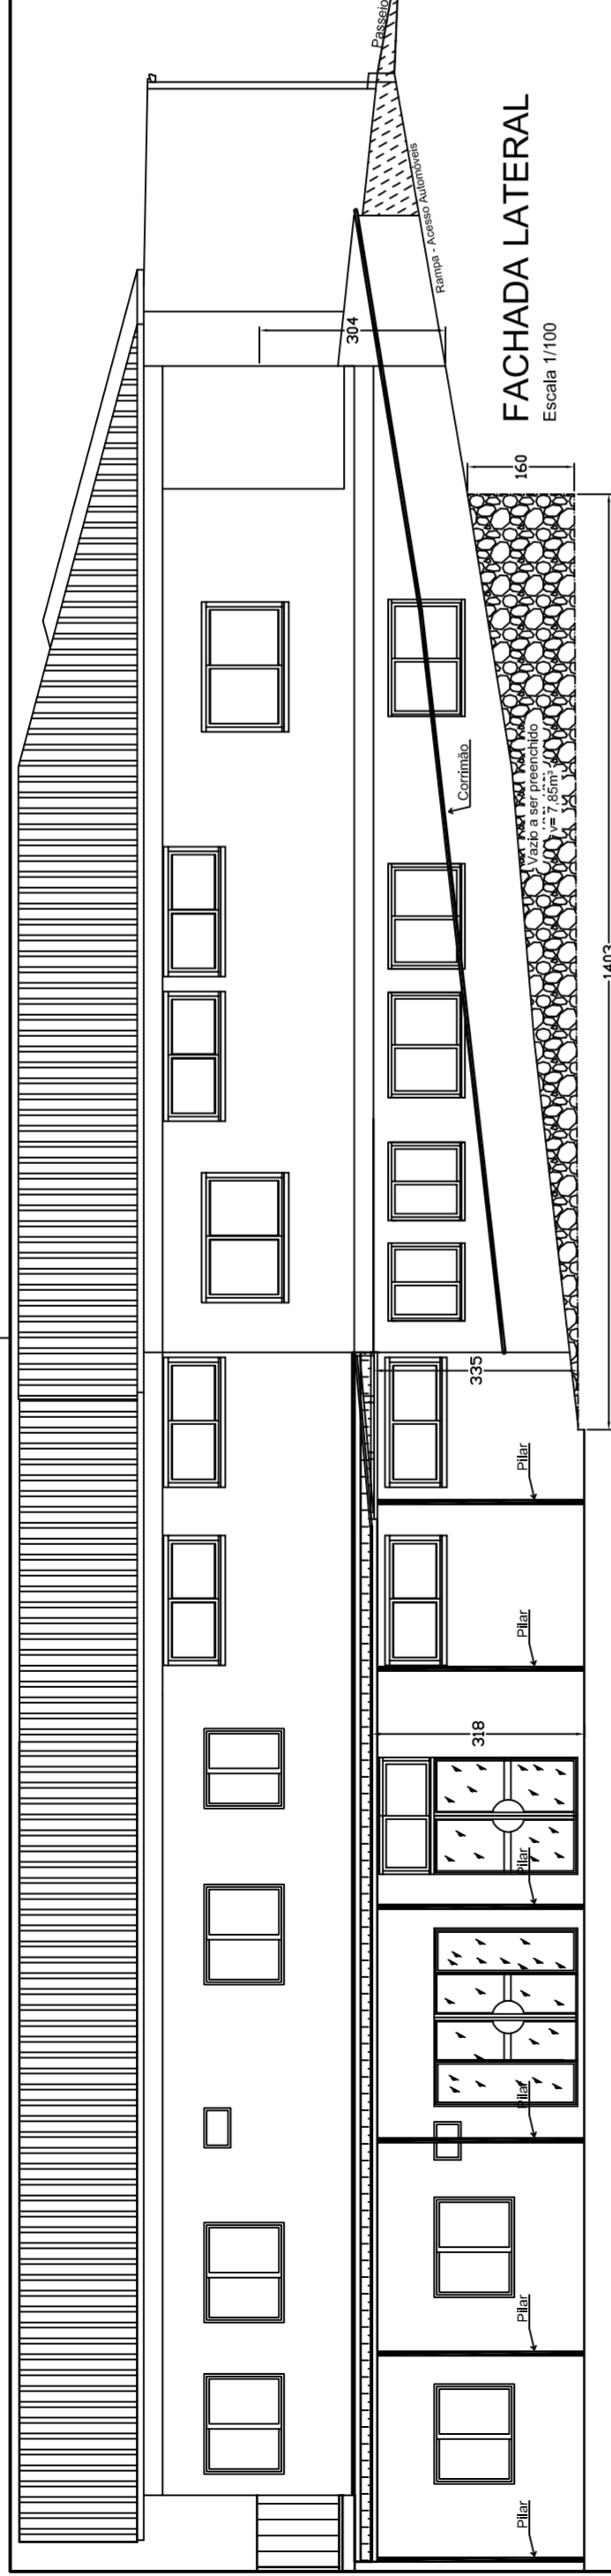 Passeio
Rampa - Acesso Automóveis
304
FACHADA LATERAL
Escala 1/100
160
Vazio a ser preenchido
v= 7,85m³
Corrimão
1403
335
Pilar
Pilar
318
Pilar
Pilar
Pilar
Pilar